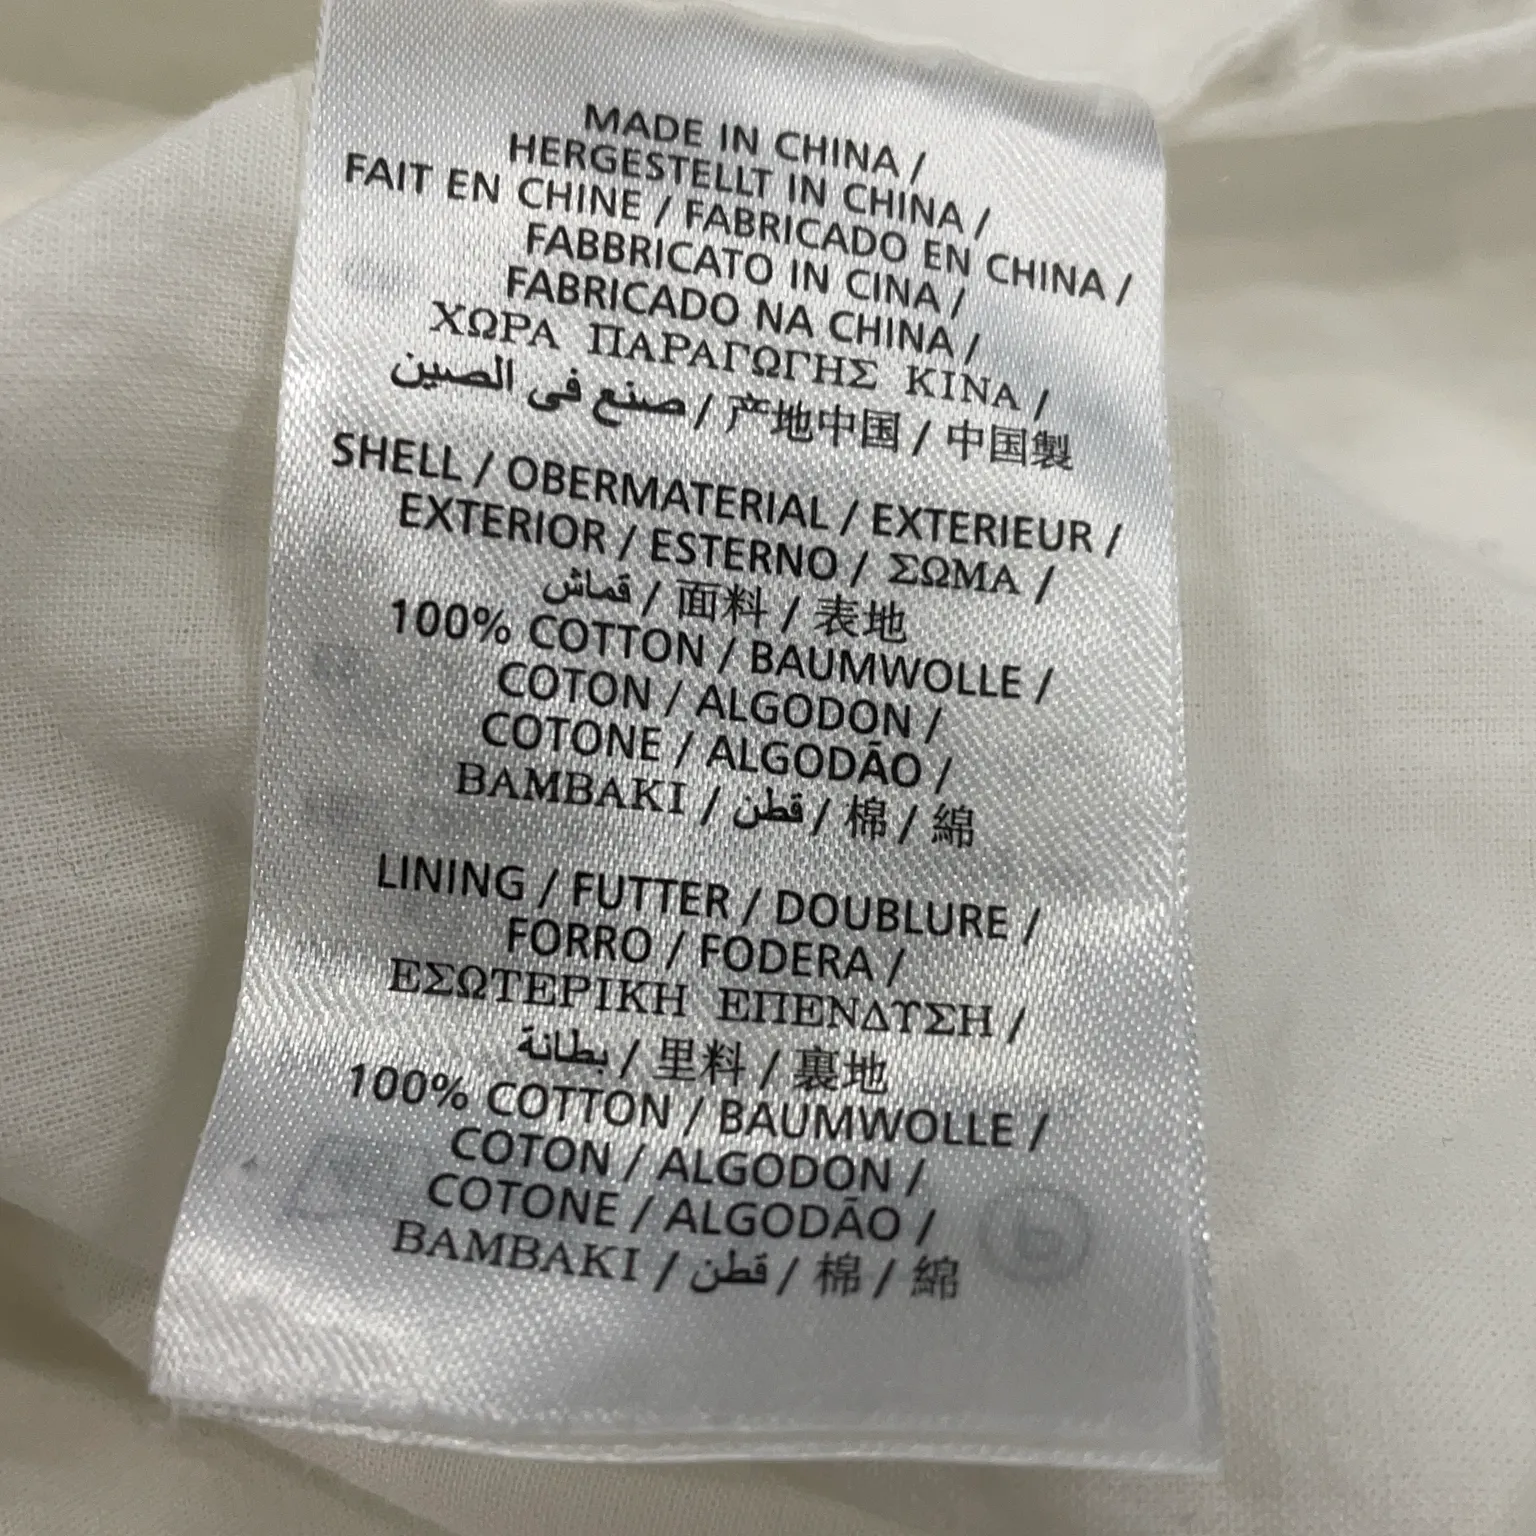 MADE IN CHINA /
HERGESTELLT IN CHINA /
FAIT EN CHINE / FABRICADO EN CHINA /
FABBRICATO IN CINA /
FABRICADO NA CHINA /
ΧΩΡΑ ΠΑΡΑΓΩΓΗΣ ΚΙΝΑ /
صنع في الصين / 产地中国 / 中国製
SHELL / OBERMATERIAL / EXTERIEUR /
EXTERIOR / ESTERNO / ΣΩΜΑ /
قماش / 面料 / 表地
100% COTTON / BAUMWOLLE /
COTON / ALGODON /
COTONE / ALGODÃO /
ΒΑΜΒΑΚΙ / قطن / 棉 / 綿
LINING / FUTTER / DOUBLURE /
FORRO / FODERA /
ΕΣΩΤΕΡΙΚΗ ΕΠΕΝΔΥΣΗ /
بطانة / 里料 / 裏地
100% COTTON / BAUMWOLLE /
COTON / ALGODON /
COTONE / ALGODÃO /
ΒΑΜΒΑΚΙ / قطن / 棉 / 綿